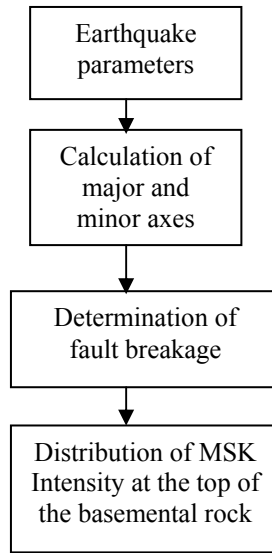 Earthquake
parameters
Calculation of
major and
minor axes
Determination of
fault breakage
Distribution of MSK
Intensity at the top of
the basemental rock